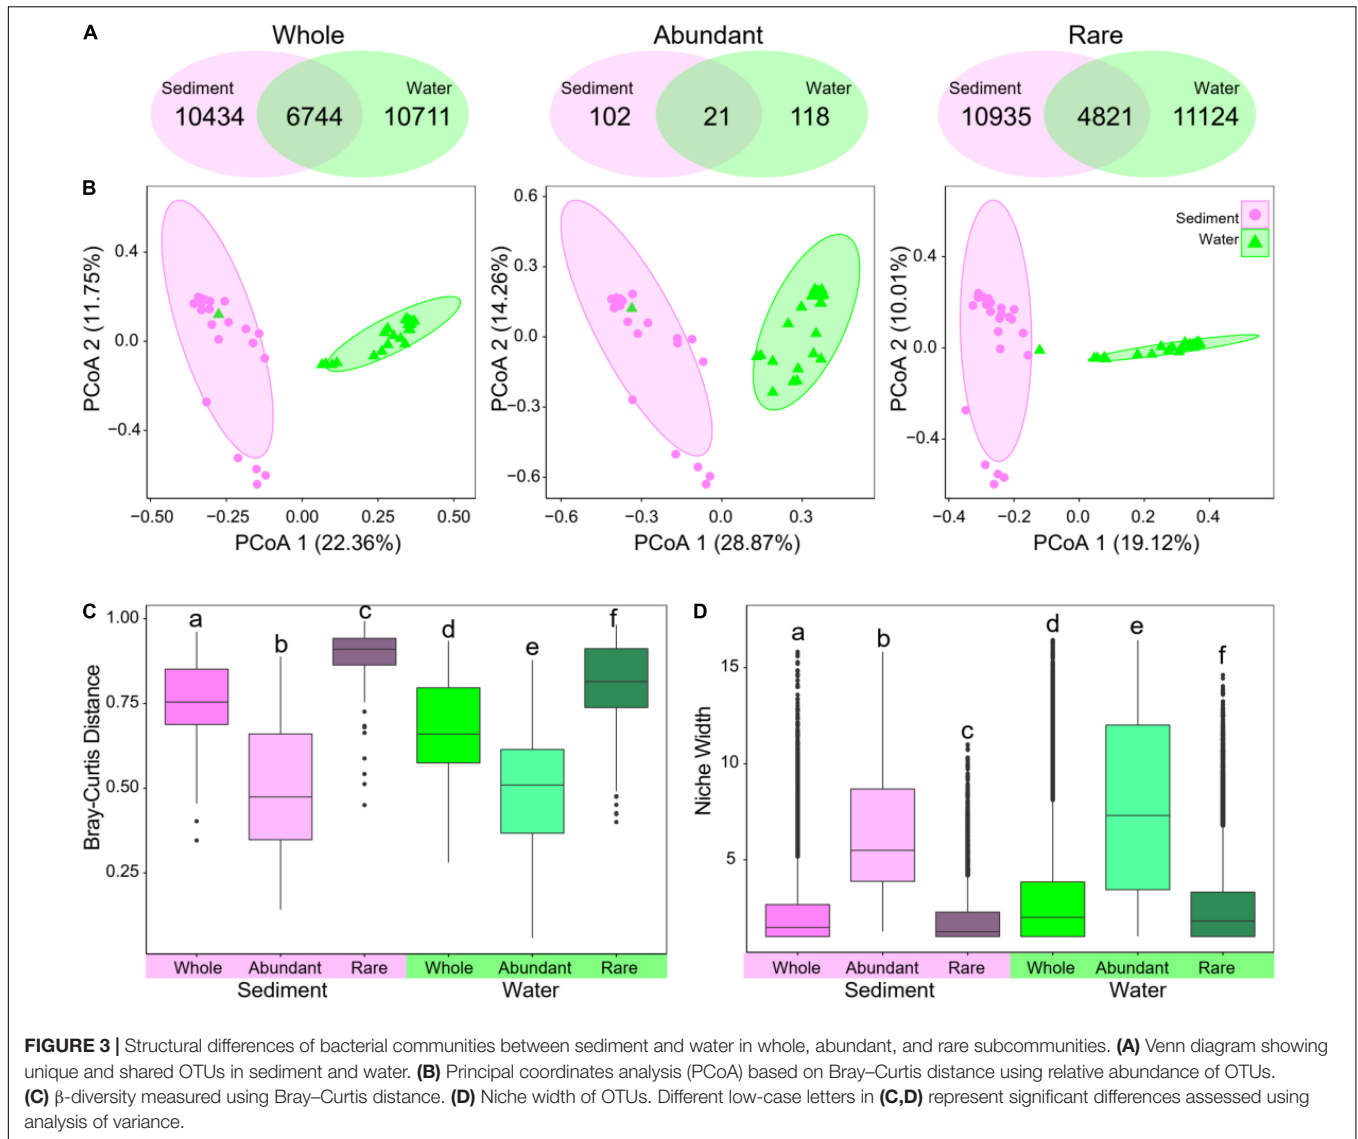 A
Whole
Abundant
Rare
Sediment
Water
10434
6744
10711
Sediment
Water
102
21
118
Sediment
Water
10935
4821
11124
B
PCoA 2 (11.75%)
0.4
0.0
−0.4
−0.50
−0.25
0.00
0.25
0.50
PCoA 1 (22.36%)
PCoA 2 (14.26%)
0.6
0.3
0.0
−0.3
−0.6
−0.6
−0.3
0.0
0.3
PCoA 1 (28.87%)
PCoA 2 (10.01%)
0.4
0.0
−0.4
−0.4
−0.2
0.0
0.2
0.4
PCoA 1 (19.12%)
Sediment
Water
C
Bray-Curtis Distance
1.00
0.75
0.50
0.25
a
b
c
d
e
f
Whole
Abundant
Rare
Whole
Abundant
Rare
Sediment
Water
D
Niche Width
15
10
5
a
b
c
d
e
f
Whole
Abundant
Rare
Whole
Abundant
Rare
Sediment
Water
FIGURE 3 | Structural differences of bacterial communities between sediment and water in whole, abundant, and rare subcommunities. (A) Venn diagram showing
unique and shared OTUs in sediment and water. (B) Principal coordinates analysis (PCoA) based on Bray–Curtis distance using relative abundance of OTUs.
(C) β-diversity measured using Bray–Curtis distance. (D) Niche width of OTUs. Different low-case letters in (C,D) represent significant differences assessed using
analysis of variance.